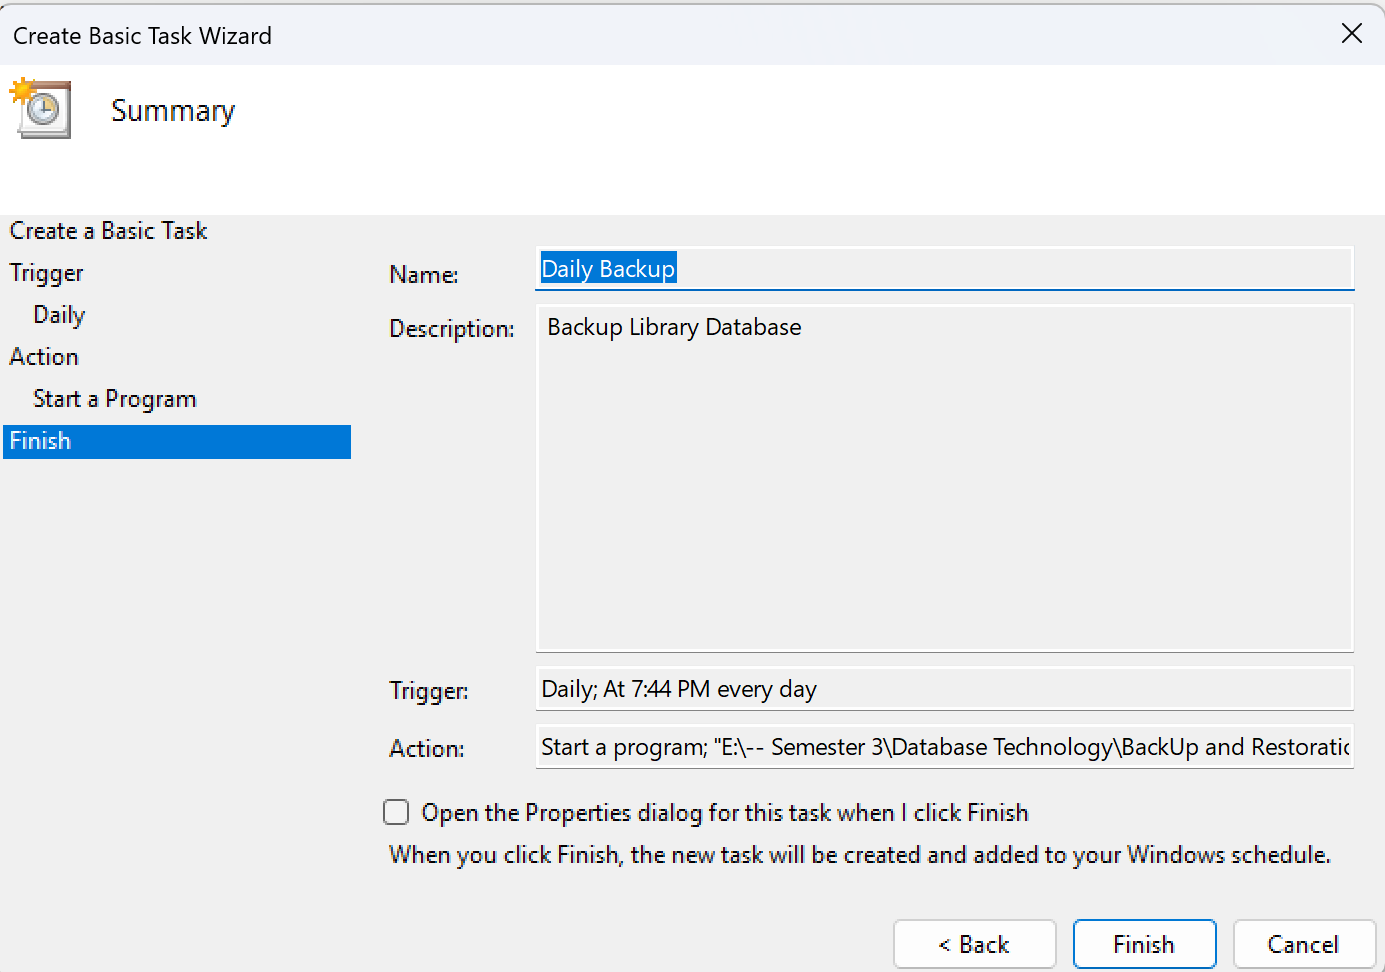 Create Basic Task Wizard
Summary
Create a Basic Task
Trigger
Daily
Action
Start a Program
Finish
Name: Daily Backup
Description: Backup Library Database
Trigger: Daily; At 7:44 PM every day
Action: Start a program; "E:\-- Semester 3\Database Technology\BackUp and Restoratic
Open the Properties dialog for this task when I click Finish
When you click Finish, the new task will be created and added to your Windows schedule.
< Back Finish Cancel